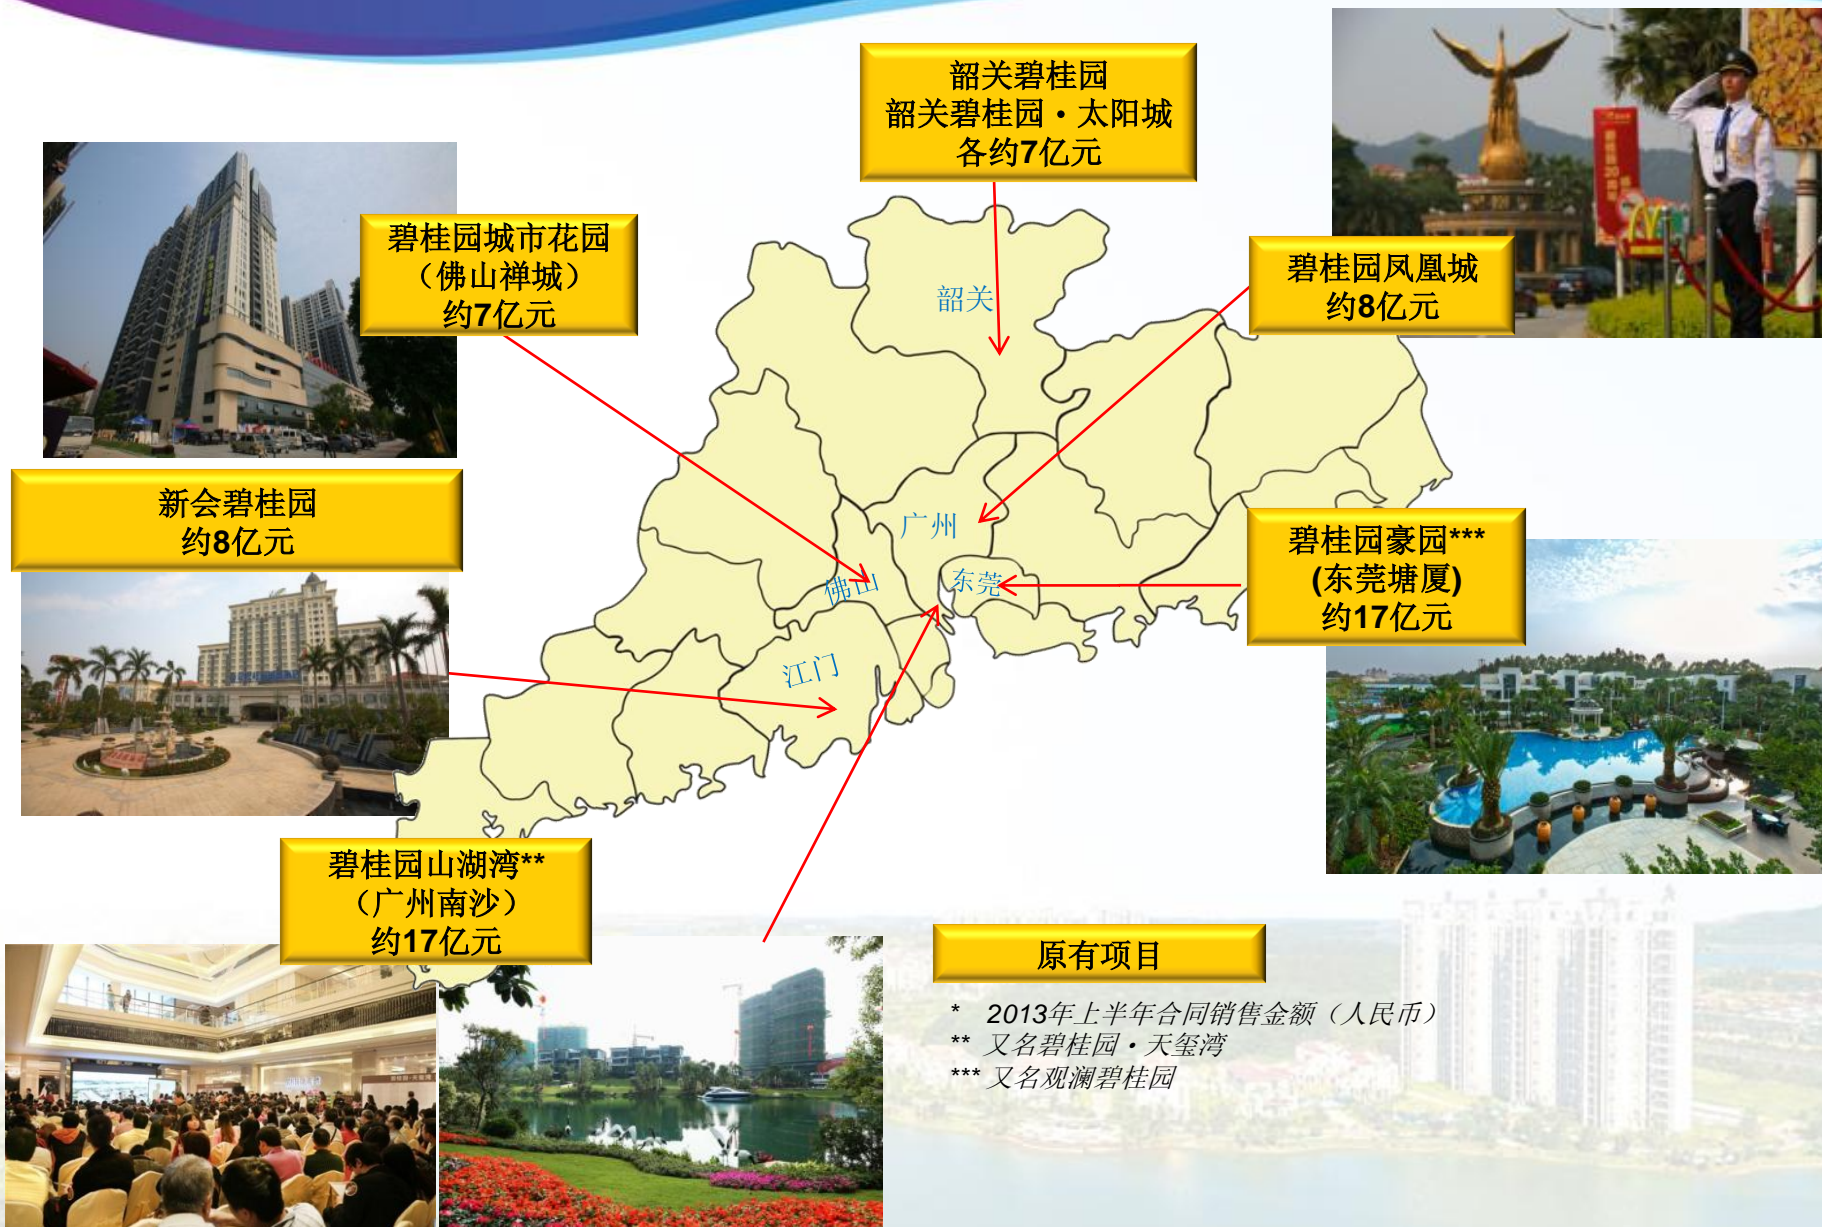 韶关碧桂园
韶关碧桂园·太阳城
各约7亿元
碧桂园城市花园
（佛山禅城）
约7亿元
碧桂园凤凰城
约8亿元
新会碧桂园
约8亿元
碧桂园豪园***
(东莞塘厦)
约17亿元
碧桂园山湖湾**
（广州南沙）
约17亿元
韶关
广州
佛山
东莞
江门
原有项目
* 2013年上半年合同销售金额（人民币）
** 又名碧桂园·天玺湾
*** 又名观澜碧桂园